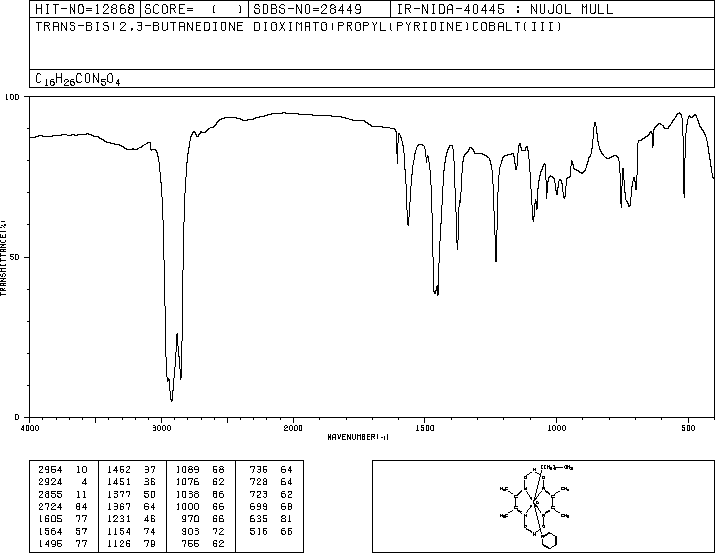 HIT-NO=12868 SCORE= ( ) SDBS-NO=28449 IR-NIDA-40445 : NUJOL MULL
TRANS-BIS(2,3-BUTANEDIONE DIOXIMATO)PROPYL(PYRIDINE)COBALT(III)
C16H26CON5O4
100
50
0
TRANSMITTANCE(%)
4000 3000 2000 1500 1000 500
WAVENUMBER(-1)
2964 10 1462 37 1089 68 736 64
2924 4 1451 36 1076 62 728 64
2855 11 1377 50 1038 66 723 62
2724 84 1367 64 1000 66 699 68
1605 77 1231 46 970 66 635 81
1564 57 1154 74 903 72 516 66
1495 77 1126 79 755 62